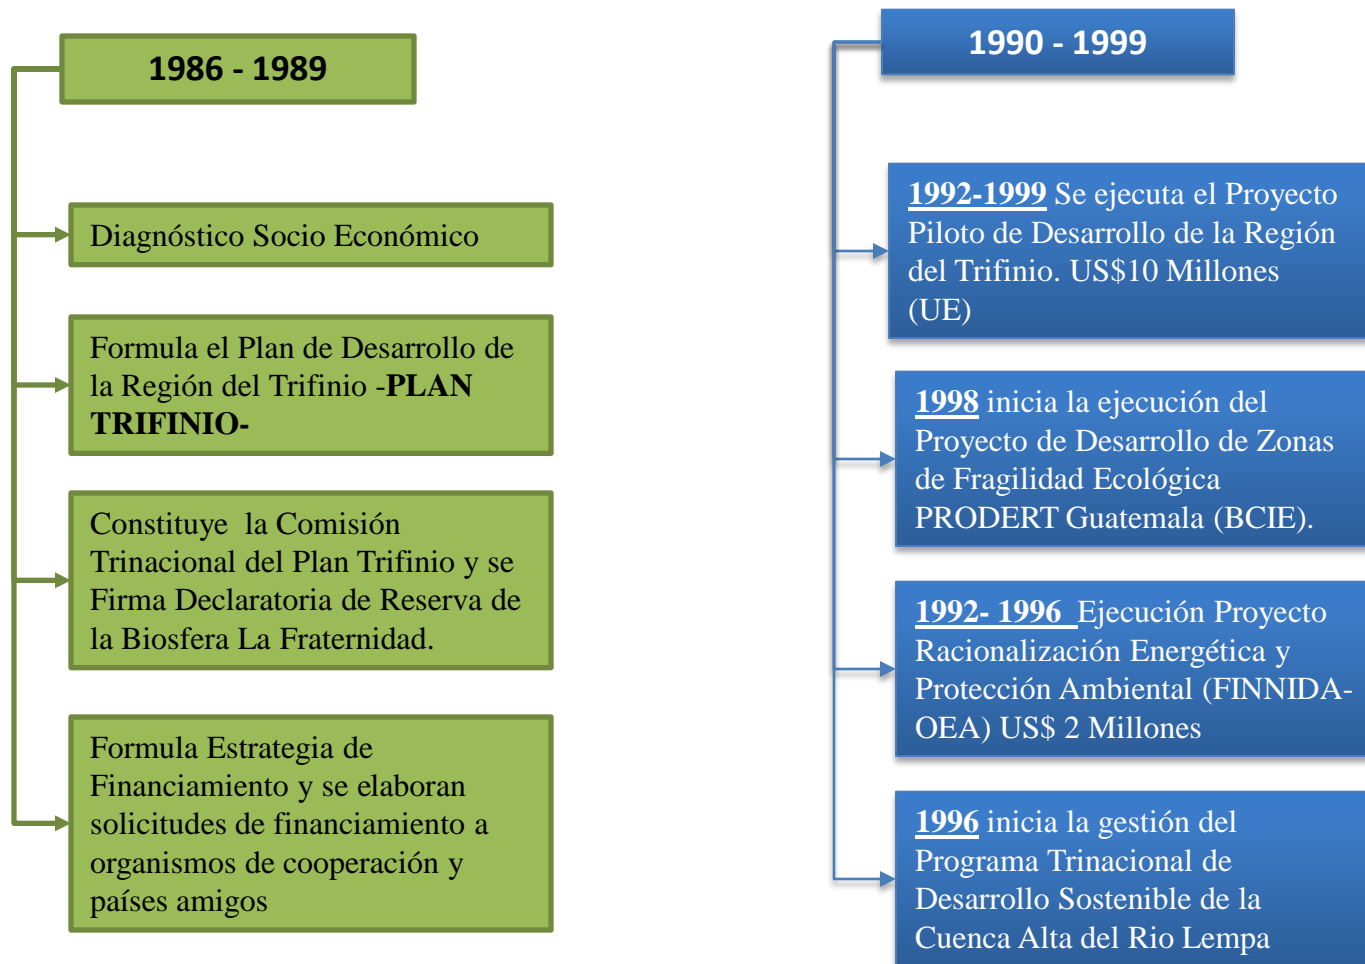 1986 - 1989
Diagnóstico Socio Económico
Formula el Plan de Desarrollo de
la Región del Trifinio -PLAN
TRIFINIO-
Constituye  la Comisión
Trinacional del Plan Trifinio y se
Firma Declaratoria de Reserva de
la Biosfera La Fraternidad.
Formula Estrategia de
Financiamiento y se elaboran
solicitudes de financiamiento a
organismos de cooperación y
países amigos
1990 - 1999
1992-1999 Se ejecuta el Proyecto
Piloto de Desarrollo de la Región
del Trifinio. US$10 Millones
(UE)
1998 inicia la ejecución del
Proyecto de Desarrollo de Zonas
de Fragilidad Ecológica
PRODERT Guatemala (BCIE).
1992- 1996  Ejecución Proyecto
Racionalización Energética y
Protección Ambiental (FINNIDA-
OEA) US$ 2 Millones
1996 inicia la gestión del
Programa Trinacional de
Desarrollo Sostenible de la
Cuenca Alta del Rio Lempa